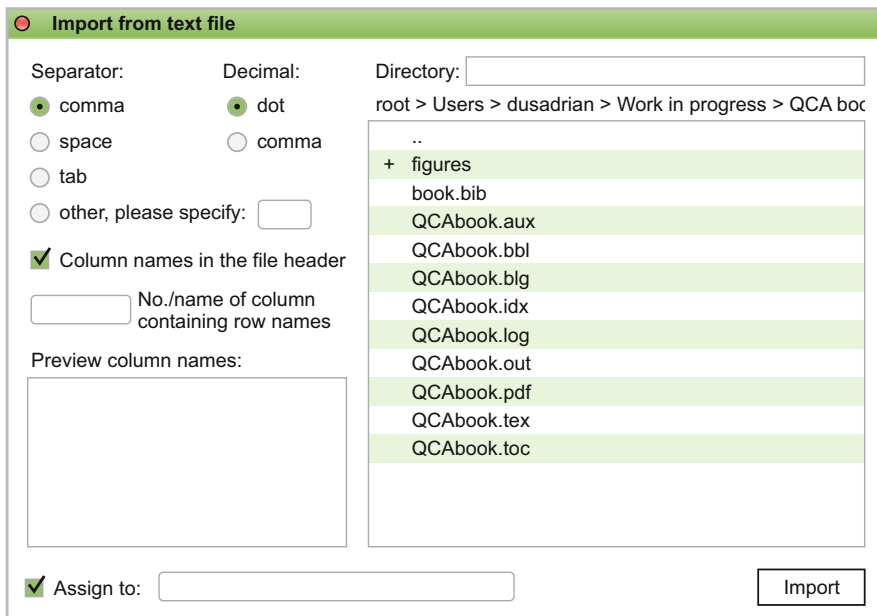 Import from text file
Separator:
comma
space
tab
other, please specify:
Decimal:
dot
comma
Column names in the file header
No./name of column
containing row names
Preview column names:
Directory:
root > Users > dusadrian > Work in progress > QCA boo
..
+ figures
book.bib
QCAbook.aux
QCAbook.bbl
QCAbook.blg
QCAbook.idx
QCAbook.log
QCAbook.out
QCAbook.pdf
QCAbook.tex
QCAbook.toc
Assign to:
Import